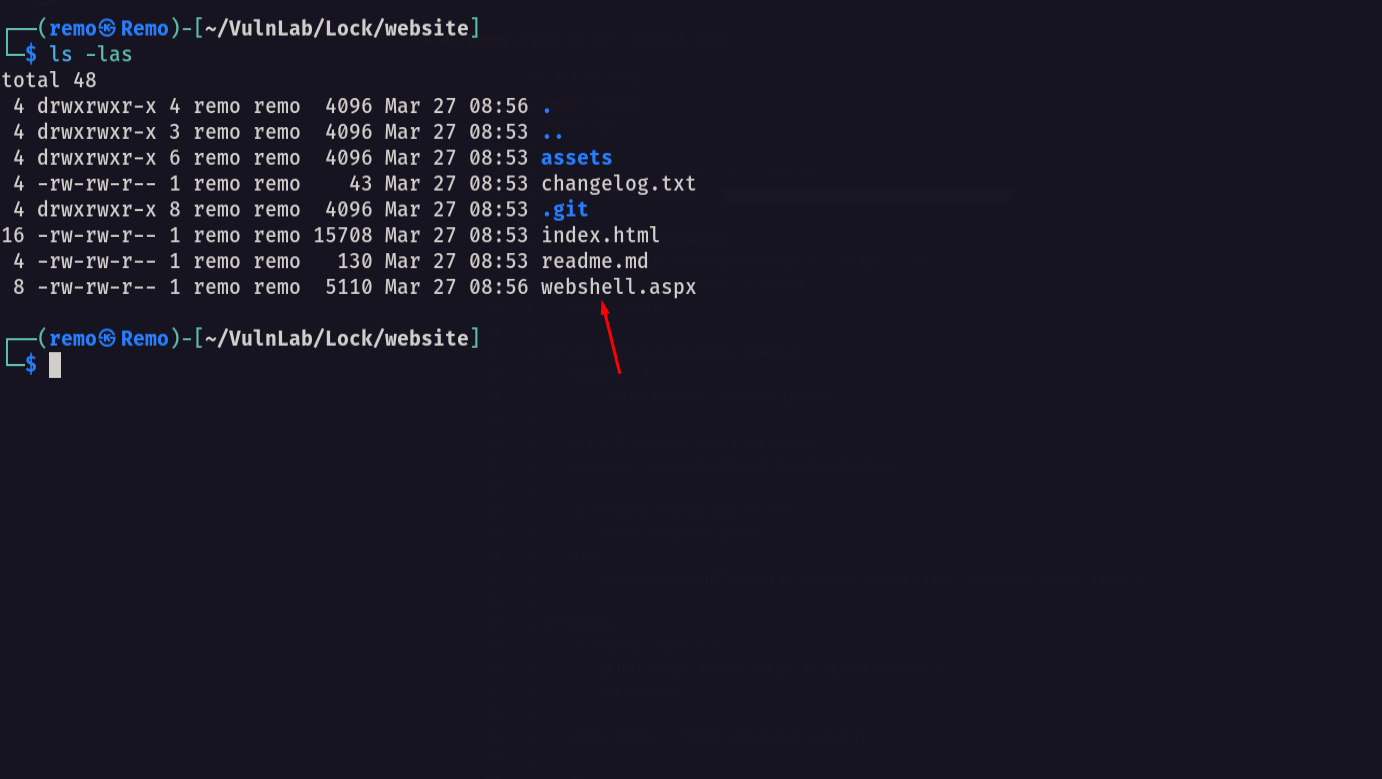 ┌──(remo㉿Remo)-[~/VulnLab/Lock/website]
└─$ ls -las
total 48
 4 drwxrwxr-x 4 remo remo  4096 Mar 27 08:56 .
 4 drwxrwxr-x 3 remo remo  4096 Mar 27 08:53 ..
 4 drwxrwxr-x 6 remo remo  4096 Mar 27 08:53 assets
 4 -rw-rw-r-- 1 remo remo    43 Mar 27 08:53 changelog.txt
 4 drwxrwxr-x 8 remo remo  4096 Mar 27 08:53 .git
16 -rw-rw-r-- 1 remo remo 15708 Mar 27 08:53 index.html
 4 -rw-rw-r-- 1 remo remo   130 Mar 27 08:53 readme.md
 8 -rw-rw-r-- 1 remo remo  5110 Mar 27 08:56 webshell.aspx
┌──(remo㉿Remo)-[~/VulnLab/Lock/website]
└─$